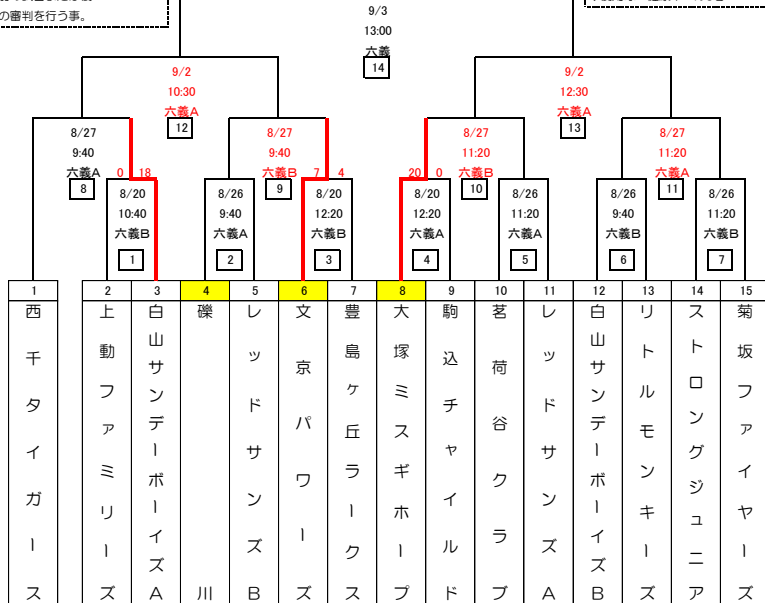 の審判を行う事。
9/3
13:00
六義
14
9/2
10:30
六義A
12
9/2
12:30
六義A
13
8/27
9:40
六義A
8
8/27
9:40
六義B
9
8/27
11:20
六義B
10
8/27
11:20
六義A
11
0 18
7 4
20 0
8/20
10:40
六義B
1
8/26
9:40
六義A
2
8/20
12:20
六義B
3
8/20
12:20
六義A
4
8/26
11:20
六義A
5
8/26
9:40
六義B
6
8/26
11:20
六義B
7
1
西千タイガース
2
上動ファミリーズ
3
白山サンデーボーイズA
4
礫川
5
レッドサンズB
6
文京パワーズ
7
豊島ヶ丘ラークス
8
大塚ミスギホープ
9
駒込チャイルド
10
茗荷谷クラブ
11
レッドサンズA
12
白山サンデーボーイズB
13
リトルモンキーズ
14
ストロングジュニア
15
菊坂ファイヤーズ